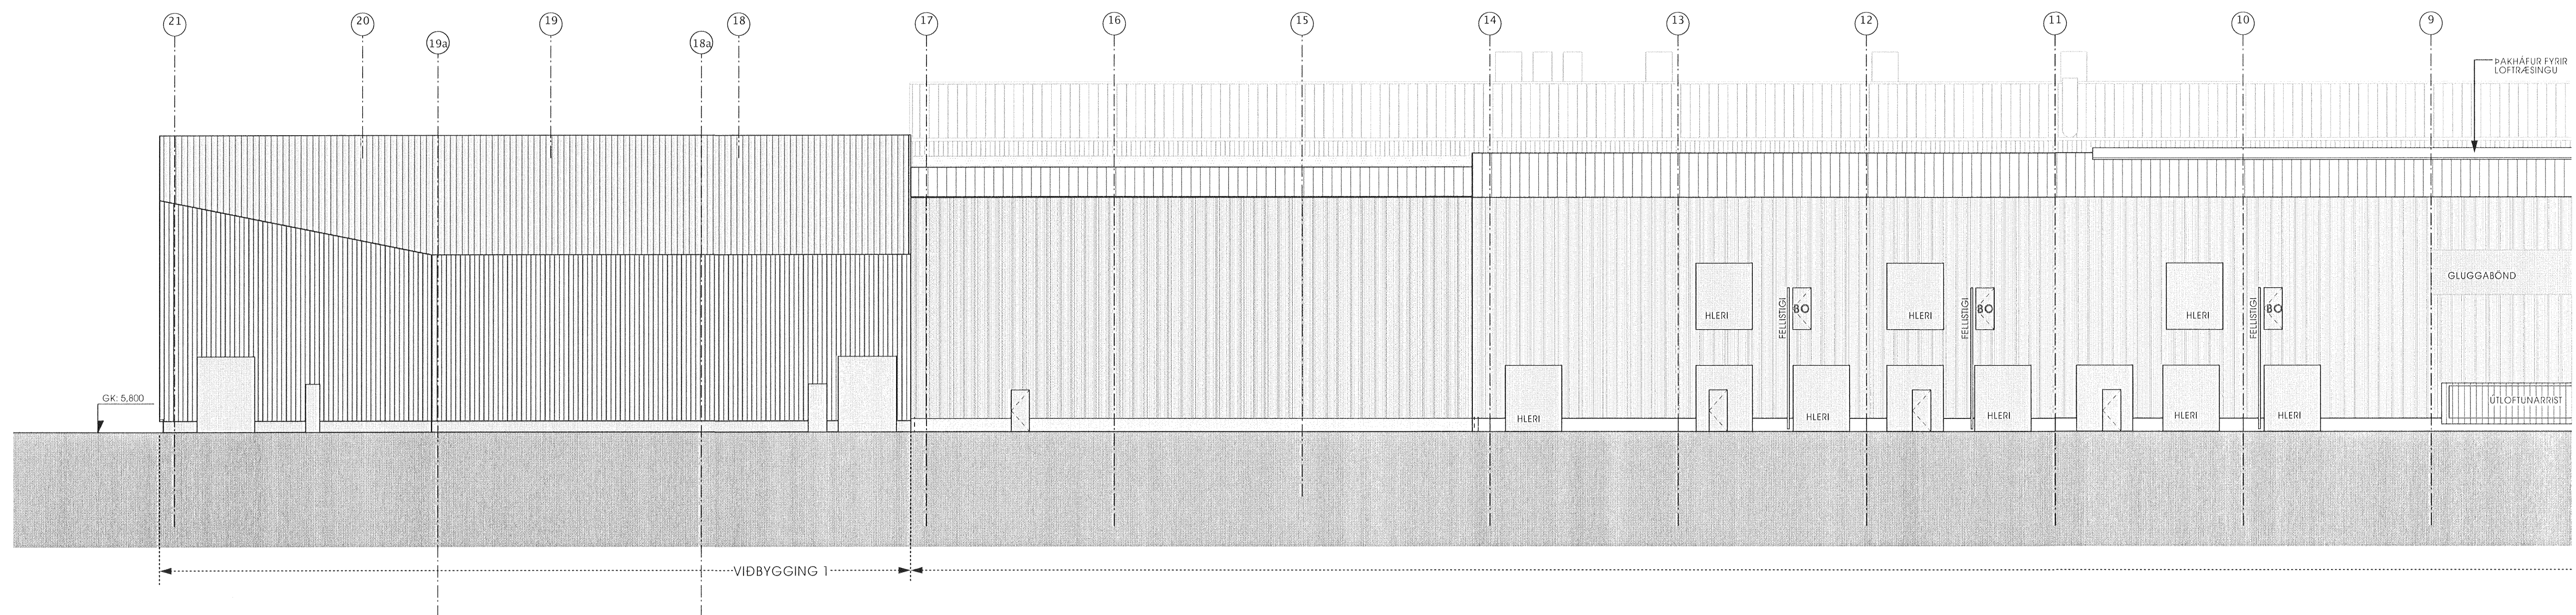 21
20
19
18
17
16
15
14
13
12
11
10
9
19a
18a
ÞAKHÁFUR FYRIR
LOFTRÆSINGU
GLUGGABÖND
HLERI
FELLISTIGI
BO
HLERI
FELLISTIGI
BO
HLERI
FELLISTIGI
BO
GK: 5,800
HLERI
HLERI
HLERI
HLERI
HLERI
HLERI
HLERI
ÚTLOFTUNARRIST
VIÐBYGGING 1